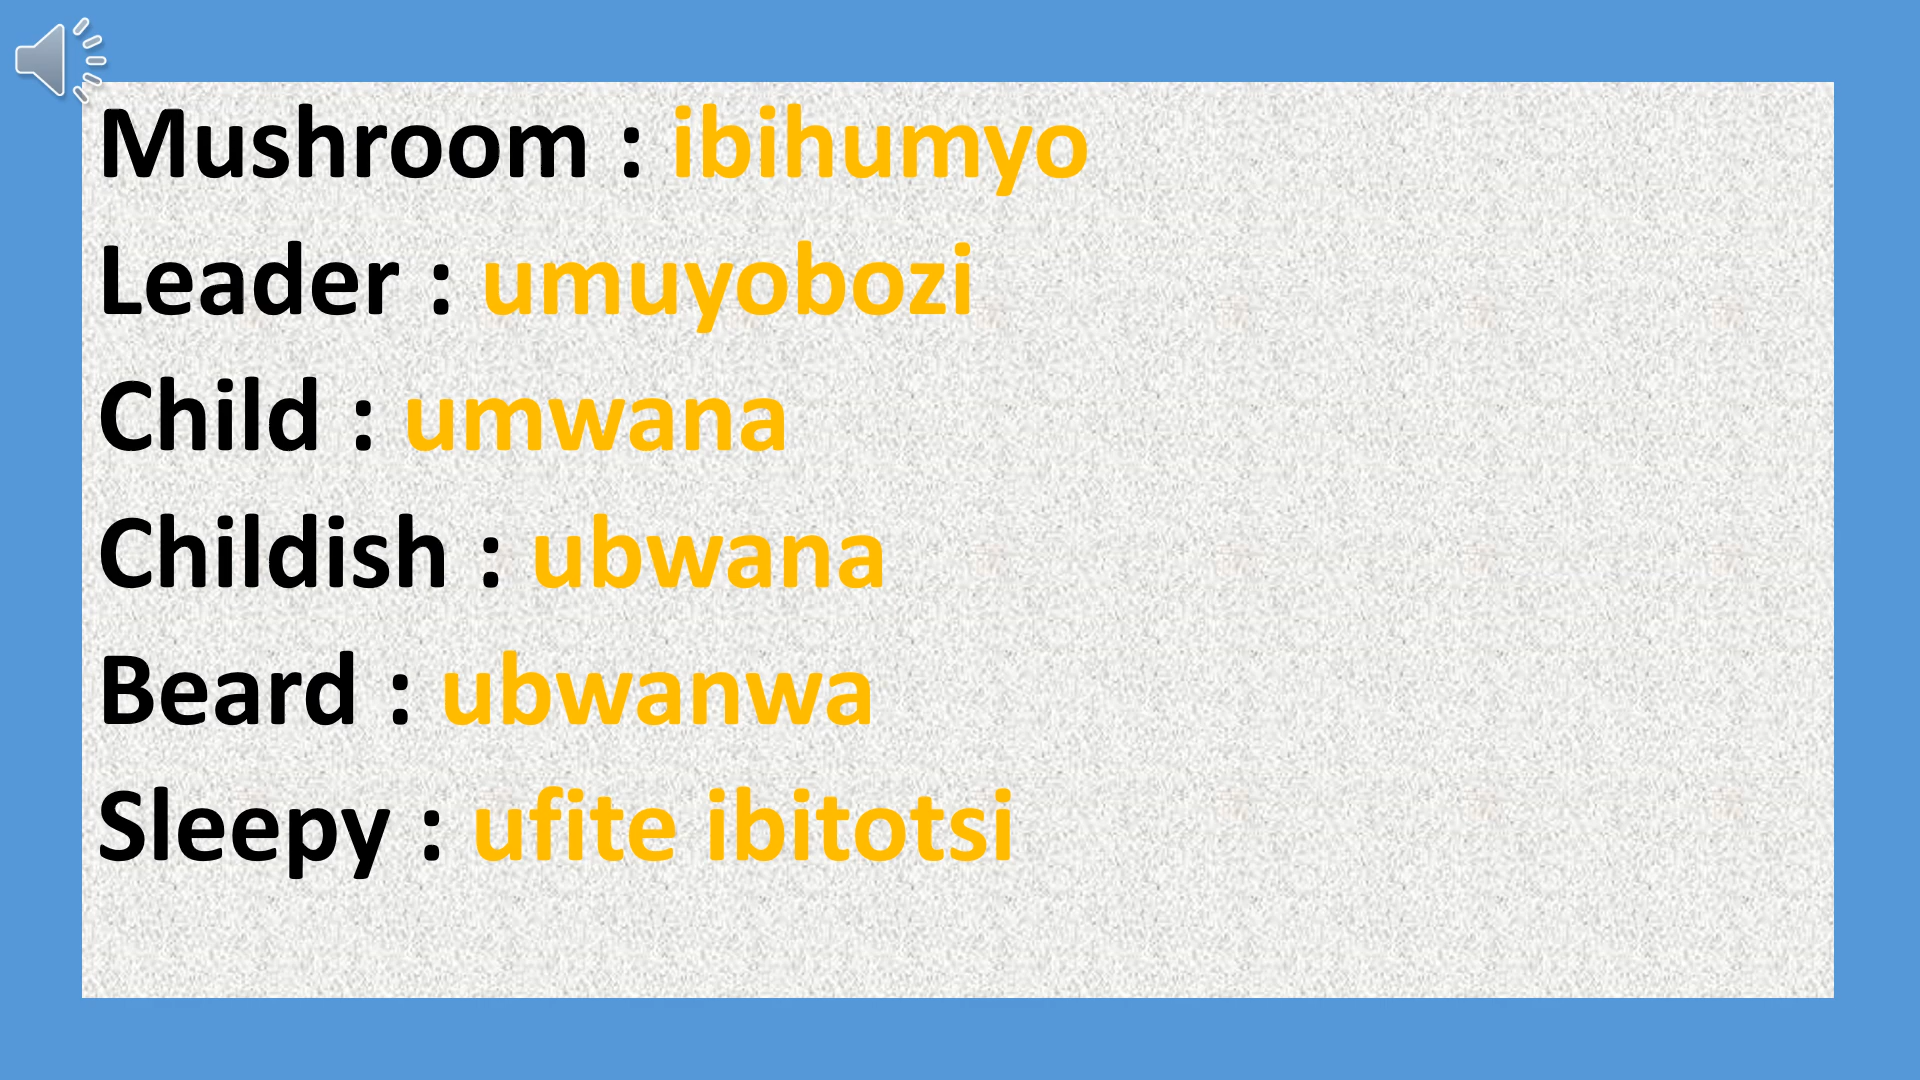 Mushroom : ibihumyo
Leader : umuyobozi
Child : umwana
Childish : ubwana
Beard : ubwanwa
Sleepy : ufite ibitotsi